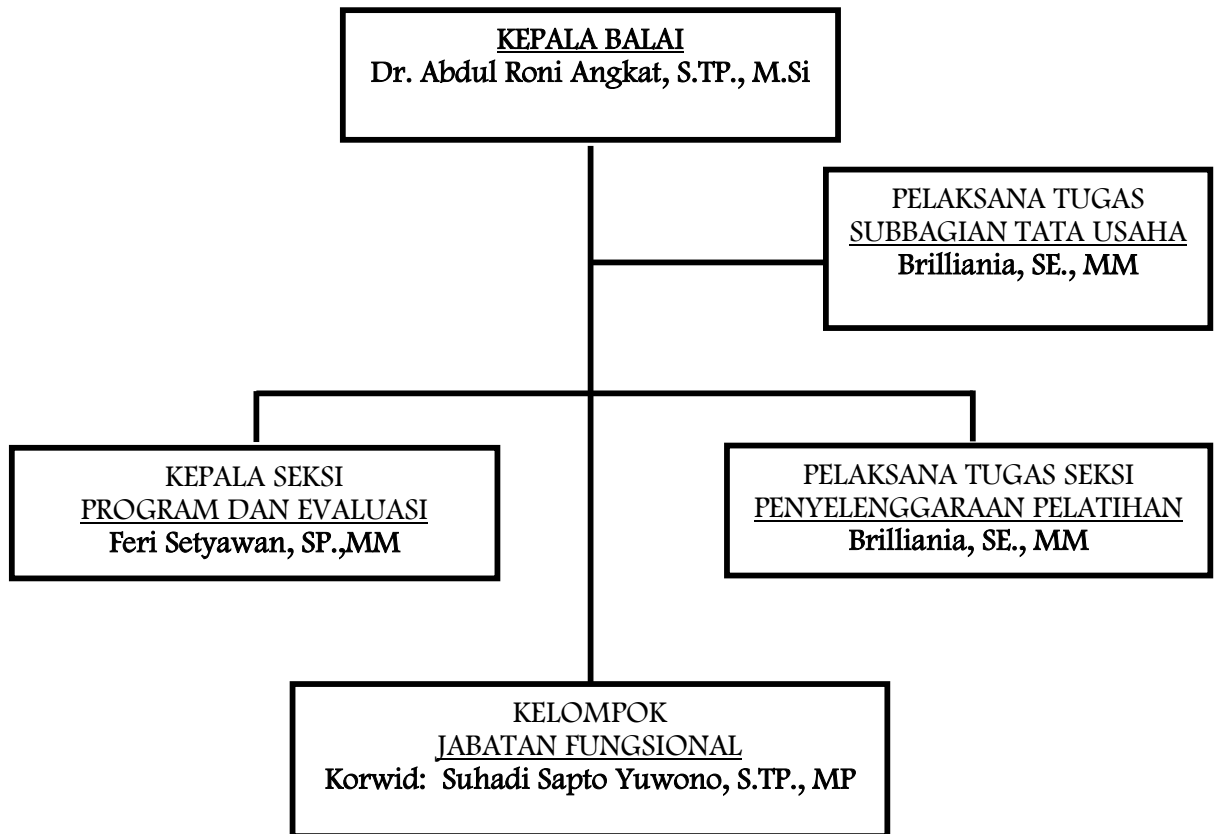 KEPALA BALAI
Dr. Abdul Roni Angkat, S.TP., M.Si
PELAKSANA TUGAS
SUBBAGIAN TATA USAHA
Brilliania, SE., MM
KEPALA SEKSI
PROGRAM DAN EVALUASI
Feri Setyawan, SP.,MM
PELAKSANA TUGAS SEKSI
PENYELENGGARAAN PELATIHAN
Brilliania, SE., MM
KELOMPOK
JABATAN FUNGSIONAL
Korwid: Suhadi Sapto Yuwono, S.TP., MP